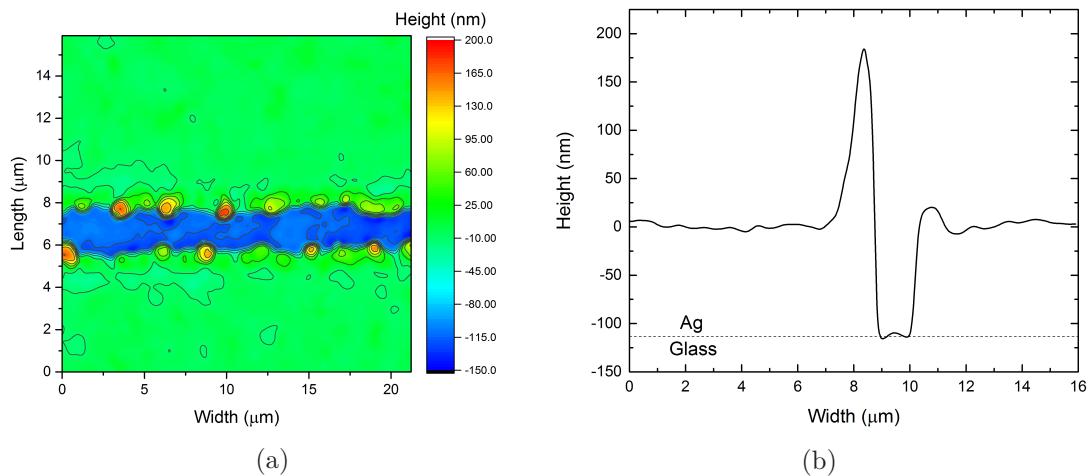 Height (nm)
200.0
165.0
130.0
95.00
60.00
25.00
-10.00
-45.00
-80.00
-115.0
-150.0
14
12
10
8
6
4
2
0
Length (μm)
0 5 10 15 20
Width (μm)
(a)
200
150
100
50
0
-50
-100
-150
Height (nm)
Ag
Glass
0 2 4 6 8 10 12 14 16
Width (μm)
(b)